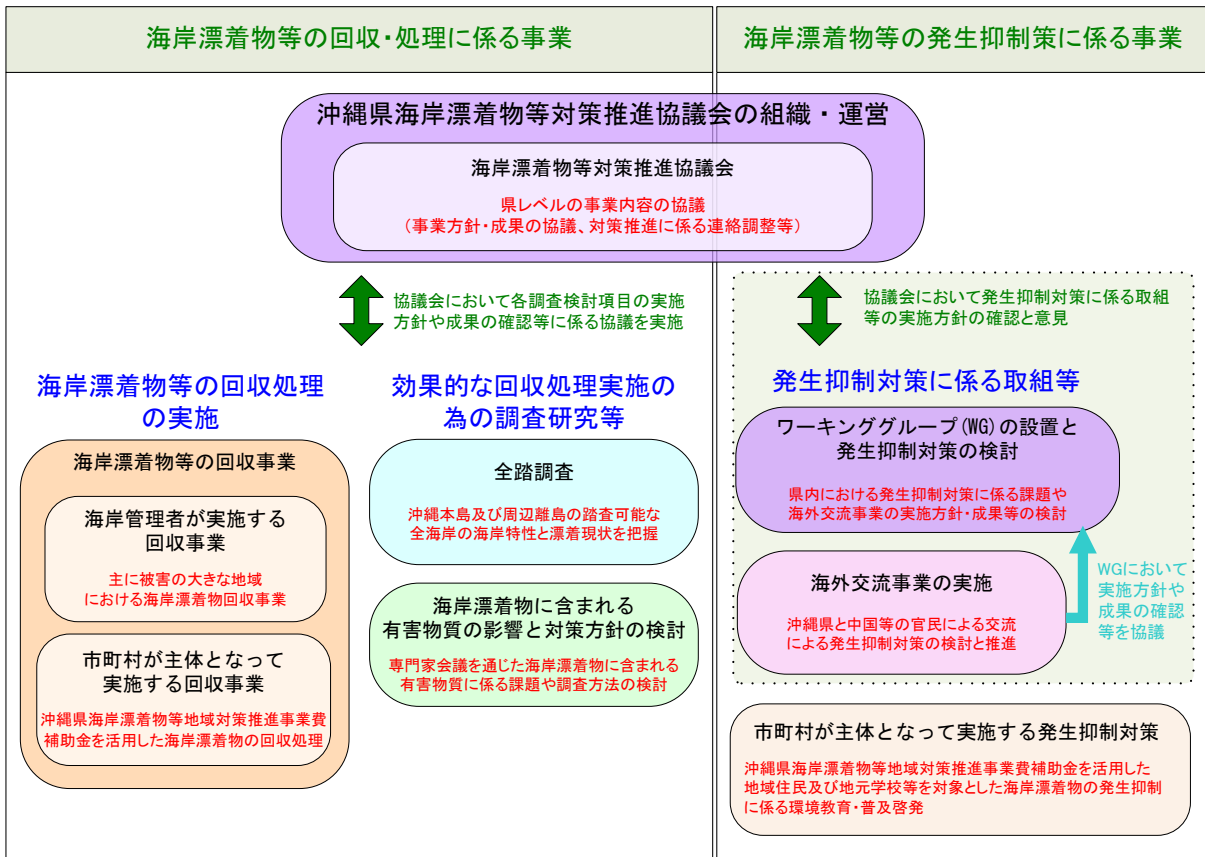 海岸漂着物等の回収・処理に係る事業
海岸漂着物等の発生抑制策に係る事業
沖縄県海岸漂着物等対策推進協議会の組織・運営
海岸漂着物等対策推進協議会
県レベルの事業内容の協議
（事業方針・成果の協議、対策推進に係る連絡調整等）
協議会において各調査検討項目の実施
方針や成果の確認等に係る協議を実施
協議会において発生抑制対策に係る取組
等の実施方針の確認と意見
海岸漂着物等の回収処理
の実施
海岸漂着物等の回収事業
海岸管理者が実施する
回収事業
主に被害の大きな地域
における海岸漂着物回収事業
市町村が主体となって
実施する回収事業
沖縄県海岸漂着物等地域対策推進事業費
補助金を活用した海岸漂着物の回収処理
効果的な回収処理実施の
為の調査研究等
全踏調査
沖縄本島及び周辺離島の踏査可能な
全海岸の海岸特性と漂着現状を把握
海岸漂着物に含まれる
有害物質の影響と対策方針の検討
専門家会議を通じた海岸漂着物に含まれる
有害物質に係る課題や調査方法の検討
発生抑制対策に係る取組等
ワーキンググループ(WG)の設置と
発生抑制対策の検討
県内における発生抑制対策に係る課題や
海外交流事業の実施方針・成果等の検討
海外交流事業の実施
沖縄県と中国等の官民による交流
による発生抑制対策の検討と推進
WGにおいて
実施方針や
成果の確認
等を協議
市町村が主体となって実施する発生抑制対策
沖縄県海岸漂着物等地域対策推進事業費補助金を活用した
地域住民及び地元学校等を対象とした海岸漂着物の発生抑制
に係る環境教育・普及啓発